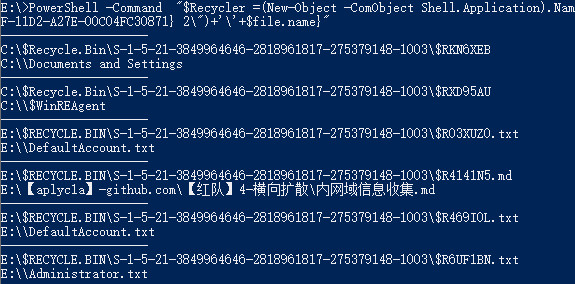 E:\>PowerShell -Command  "$Recycler =(New-Object -ComObject Shell.Application).Nam
F-11D2-A27E-00C04FC30871} 2\")+'\'+$file.name}"
--------------------
C:\$Recycle.Bin\S-1-5-21-3849964646-2818961817-275379148-1003\$RKN6XEB
C:\\Documents and Settings
--------------------
C:\$Recycle.Bin\S-1-5-21-3849964646-2818961817-275379148-1003\$RXD95AU
C:\\$WinREAgent
--------------------
E:\$RECYCLE.BIN\S-1-5-21-3849964646-2818961817-275379148-1003\$R03XUZO.txt
E:\\DefaultAccount.txt
--------------------
E:\$RECYCLE.BIN\S-1-5-21-3849964646-2818961817-275379148-1003\$R4141N5.md
E:\【aplycla】-github.com\【红队】4-横向扩散\内网域信息收集.md
--------------------
E:\$RECYCLE.BIN\S-1-5-21-3849964646-2818961817-275379148-1003\$R469IOL.txt
E:\\DefaultAccount.txt
--------------------
E:\$RECYCLE.BIN\S-1-5-21-3849964646-2818961817-275379148-1003\$R6UF1BN.txt
E:\\Administrator.txt